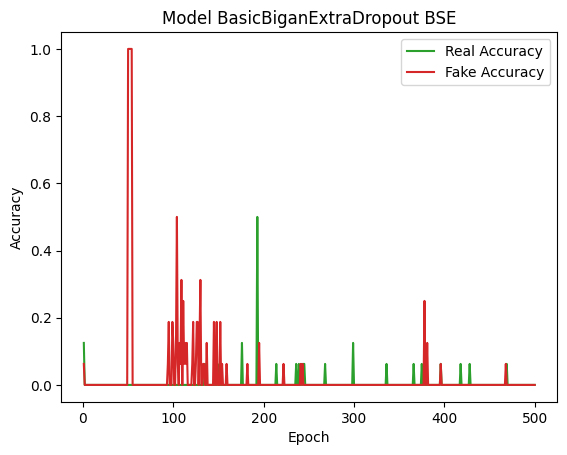 Model BasicBiganExtraDropout BSE
Real Accuracy
Fake Accuracy
Accuracy
1.0
0.8
0.6
0.4
0.2
0.0
0 100 200 300 400 500
Epoch